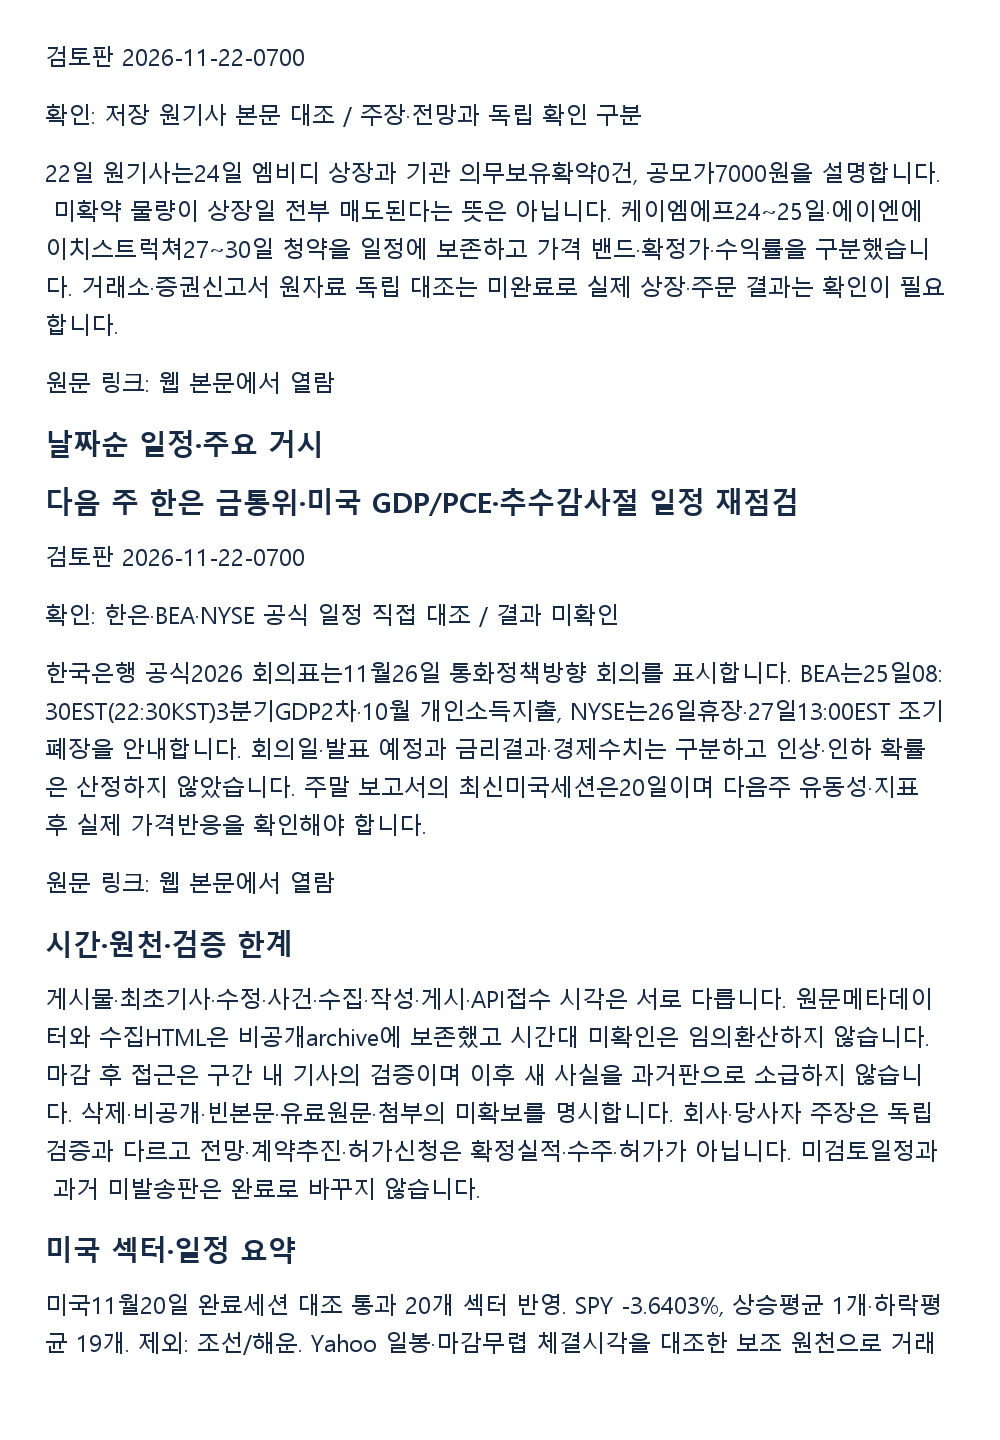 검토판 2026-11-22-0700
확인: 저장 원기사 본문 대조 / 주장·전망과 독립 확인 구분
22일 원기사는24일 엠비디 상장과 기관 의무보유확약0건, 공모가7000원을 설명합니다.
미확약 물량이 상장일 전부 매도된다는 뜻은 아닙니다. 케이엠에프24~25일·에이엔에
이치스트럭쳐27~30일 청약을 일정에 보존하고 가격 밴드·확정가·수익률을 구분했습니
다. 거래소·증권신고서 원자료 독립 대조는 미완료로 실제 상장·주문 결과는 확인이 필요
합니다.
원문 링크: 웹 본문에서 열람
날짜순 일정·주요 거시
다음 주 한은 금통위·미국 GDP/PCE·추수감사절 일정 재점검
검토판 2026-11-22-0700
확인: 한은·BEA·NYSE 공식 일정 직접 대조 / 결과 미확인
한국은행 공식2026 회의표는11월26일 통화정책방향 회의를 표시합니다. BEA는25일08:
30EST(22:30KST)3분기GDP2차·10월 개인소득지출, NYSE는26일휴장·27일13:00EST 조기
폐장을 안내합니다. 회의일·발표 예정과 금리결과·경제수치는 구분하고 인상·인하 확률
은 산정하지 않았습니다. 주말 보고서의 최신미국세션은20일이며 다음주 유동성·지표
후 실제 가격반응을 확인해야 합니다.
원문 링크: 웹 본문에서 열람
시간·원천·검증 한계
게시물·최초기사·수정·사건·수집·작성·게시·API접수 시각은 서로 다릅니다. 원문메타데이
터와 수집HTML은 비공개archive에 보존했고 시간대 미확인은 임의환산하지 않습니다.
마감 후 접근은 구간 내 기사의 검증이며 이후 새 사실을 과거판으로 소급하지 않습니
다. 삭제·비공개·빈본문·유료원문·첨부의 미확보를 명시합니다. 회사·당사자 주장은 독립
검증과 다르고 전망·계약추진·허가신청은 확정실적·수주·허가가 아닙니다. 미검토일정과
과거 미발송판은 완료로 바꾸지 않습니다.
미국 섹터·일정 요약
미국11월20일 완료세션 대조 통과 20개 섹터 반영. SPY -3.6403%, 상승평균 1개·하락평
균 19개. 제외: 조선/해운. Yahoo 일봉·마감무렵 체결시각을 대조한 보조 원천으로 거래